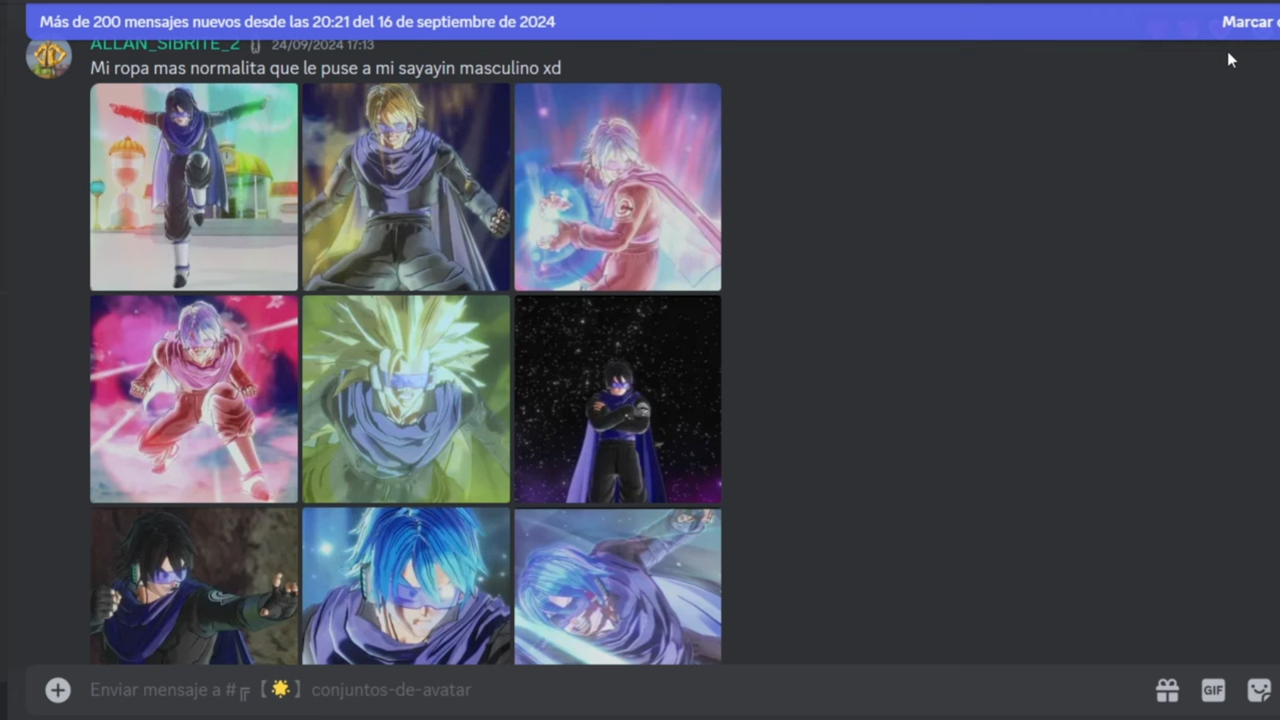 Más de 200 mensajes nuevos desde las 20:21 del 16 de septiembre de 2024
Marcar
ALLAN_SIBRITE_2 24/09/2024 17:13
Mi ropa mas normalita que le puse a mi sayayin masculino xd
Enviar mensaje a #╔【🌟】conjuntos-de-avatar
GIF